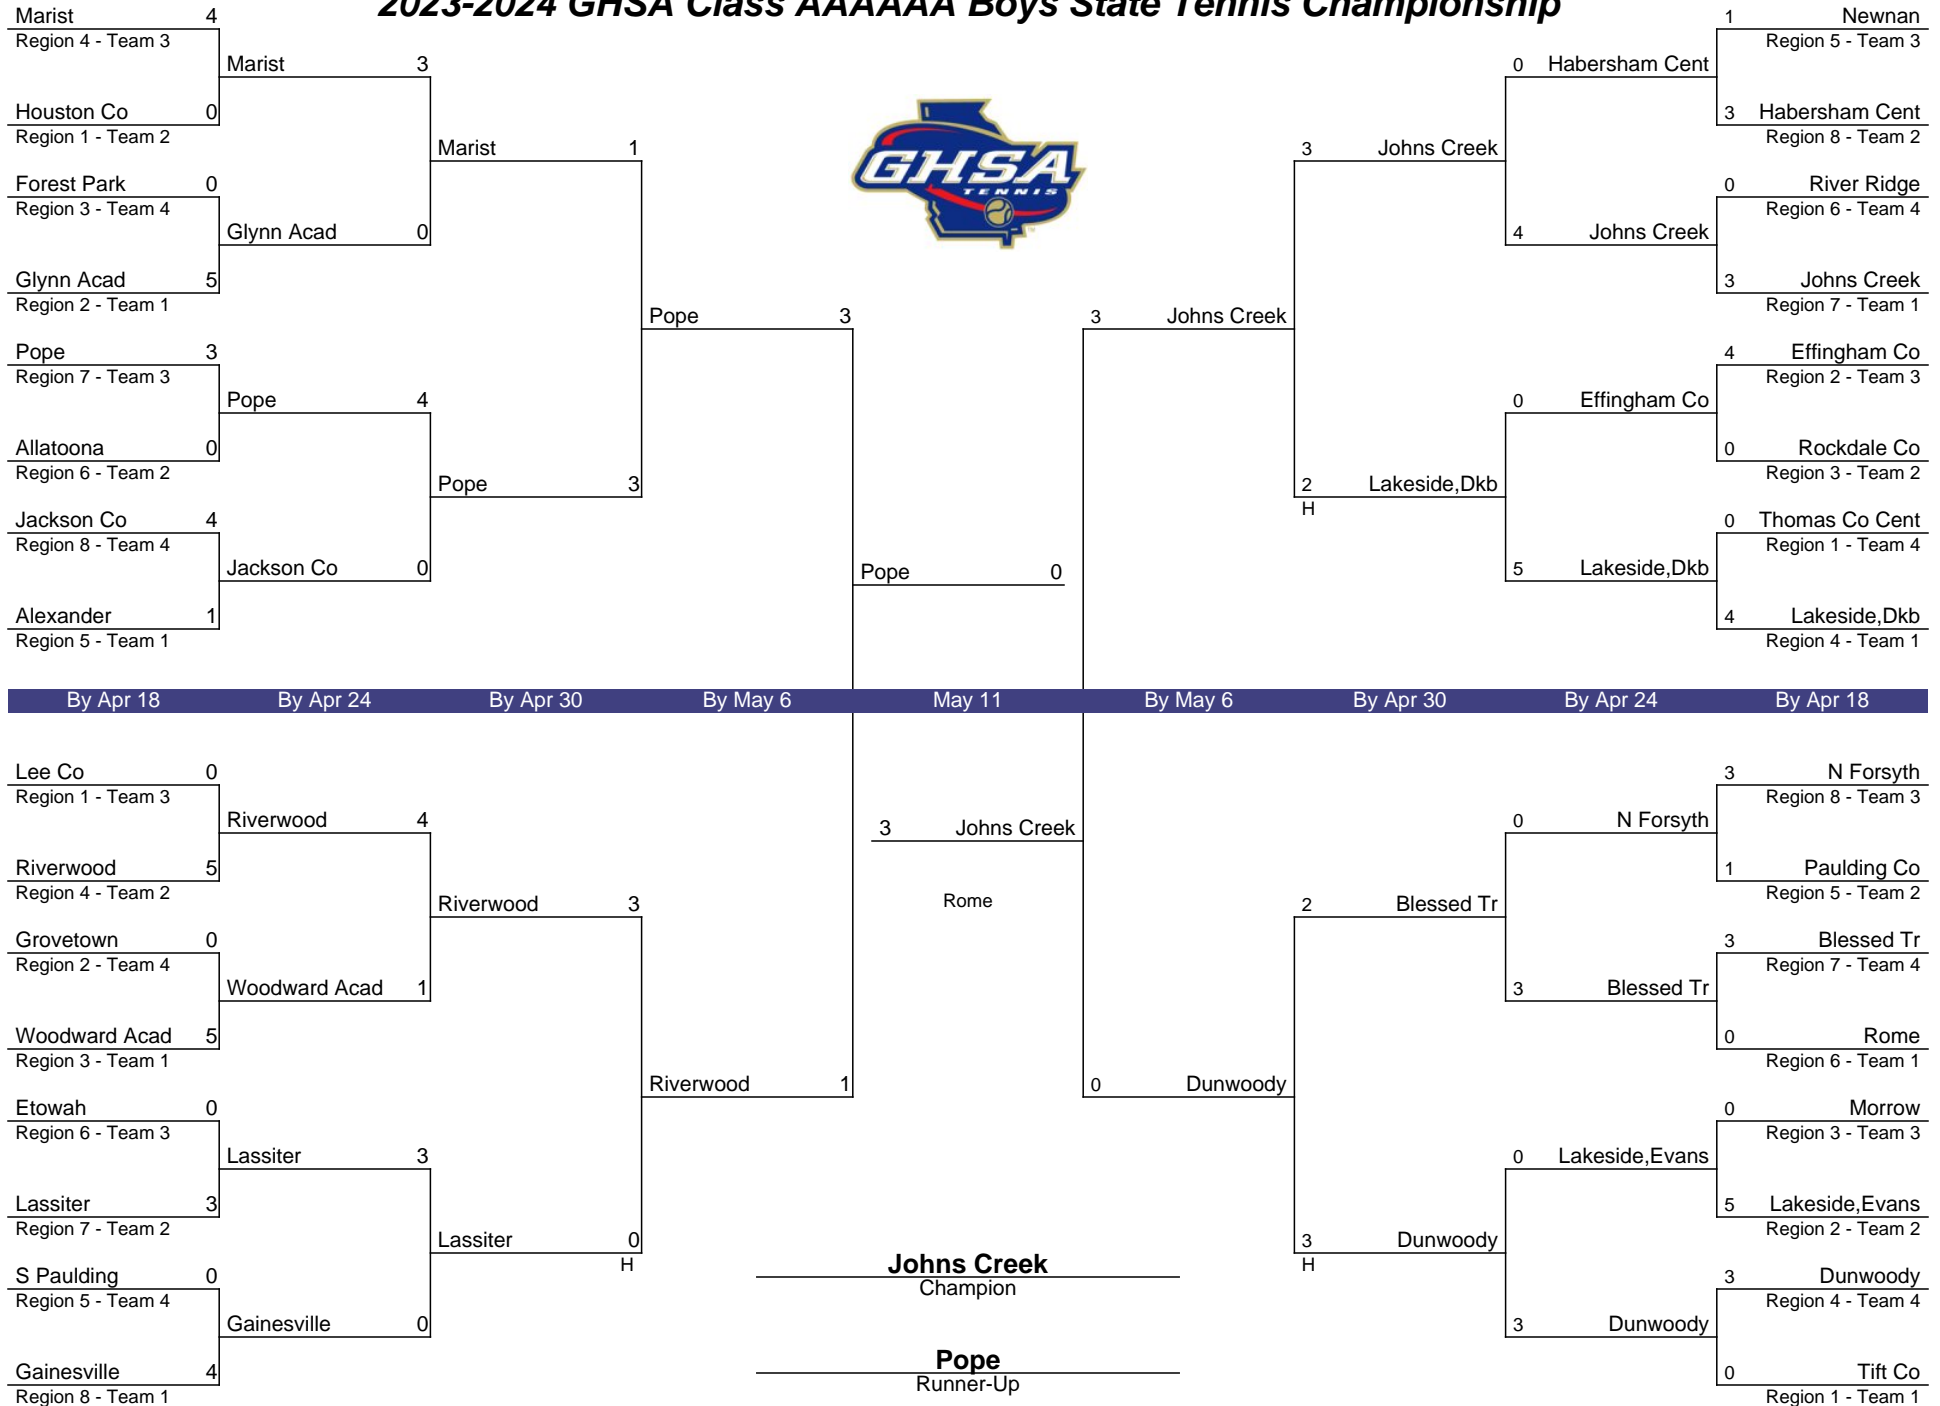 2023-2024 GHSA Class AAAAAA Boys State Tennis Championship
Marist 4
Region 4 - Team 3
Marist 3
Houston Co 0
Region 1 - Team 2
Marist 1
Forest Park 0
Region 3 - Team 4
Glynn Acad 0
Glynn Acad 5
Region 2 - Team 1
Pope 3
Pope 3
Region 7 - Team 3
Pope 4
Allatoona 0
Region 6 - Team 2
Pope 3
Jackson Co 4
Region 8 - Team 4
Jackson Co 0
Alexander 1
Region 5 - Team 1
Pope 0
GHSA
TENNIS
1 Newnan
Region 5 - Team 3
0 Habersham Cent
3 Habersham Cent
Region 8 - Team 2
3 Johns Creek
0 River Ridge
Region 6 - Team 4
4 Johns Creek
3 Johns Creek
Region 7 - Team 1
3 Johns Creek
4 Effingham Co
Region 2 - Team 3
0 Effingham Co
0 Rockdale Co
Region 3 - Team 2
2 Lakeside,Dkb
H
0 Thomas Co Cent
Region 1 - Team 4
5 Lakeside,Dkb
4 Lakeside,Dkb
Region 4 - Team 1
By Apr 18 By Apr 24 By Apr 30 By May 6 May 11 By May 6 By Apr 30 By Apr 24 By Apr 18
Lee Co 0
Region 1 - Team 3
Riverwood 4
Riverwood 5
Region 4 - Team 2
Riverwood 3
Grovetown 0
Region 2 - Team 4
Woodward Acad 1
Woodward Acad 5
Region 3 - Team 1
Riverwood 1
Etowah 0
Region 6 - Team 3
Lassiter 3
Lassiter 3
Region 7 - Team 2
Lassiter 0
H
S Paulding 0
Region 5 - Team 4
Gainesville 0
Gainesville 4
Region 8 - Team 1
3 Johns Creek
Rome
3 N Forsyth
Region 8 - Team 3
0 N Forsyth
1 Paulding Co
Region 5 - Team 2
2 Blessed Tr
3 Blessed Tr
Region 7 - Team 4
3 Blessed Tr
0 Rome
Region 6 - Team 1
0 Dunwoody
0 Morrow
Region 3 - Team 3
0 Lakeside,Evans
5 Lakeside,Evans
Region 2 - Team 2
3 Dunwoody
H
3 Dunwoody
Region 4 - Team 4
3 Dunwoody
0 Tift Co
Region 1 - Team 1
Johns Creek
Champion
Pope
Runner-Up